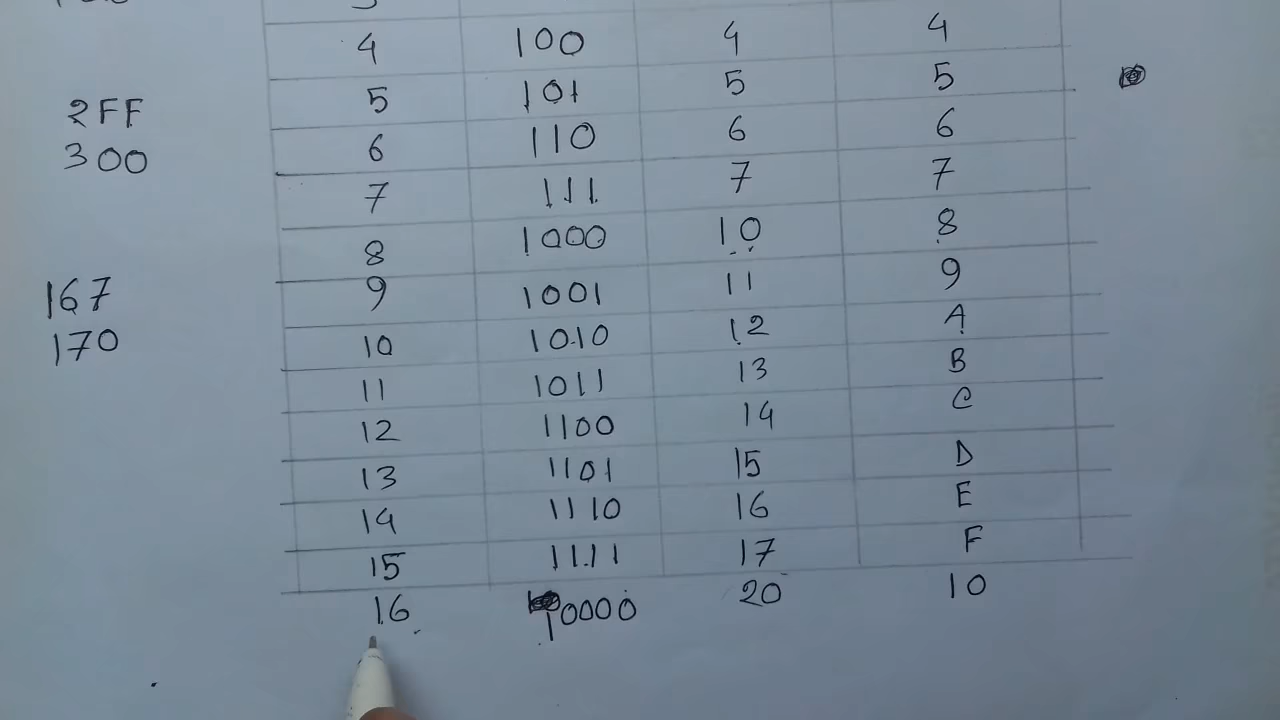 4 100 4 4
5 101 5 5
2FF
6 110 6 6
300
7 111 7 7
8 1000 10 8
167
9 1001 11 9
170
10 1010 12 A
11 1011 13 B
12 1100 14 C
13 1101 15 D
14 1110 16 E
15 1111 17 F
16 10000 20 10